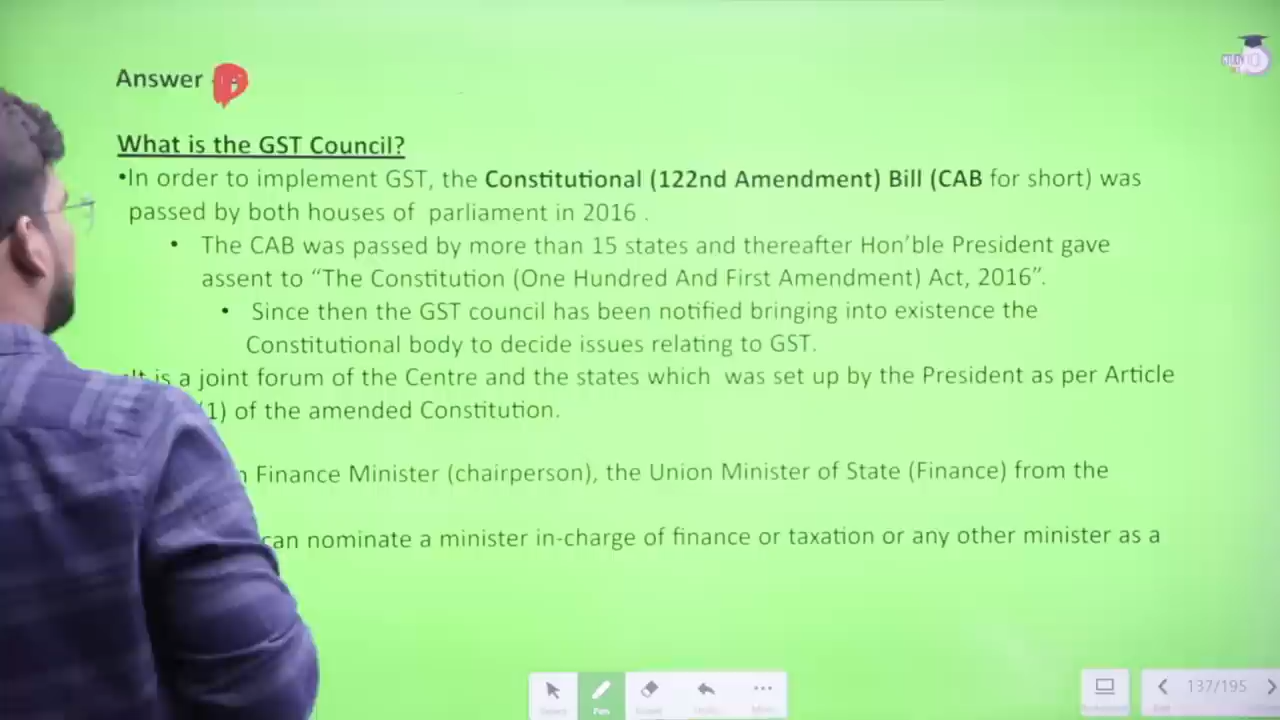 Answer
What is the GST Council?
•In order to implement GST, the Constitutional (122nd Amendment) Bill (CAB for short) was
passed by both houses of parliament in 2016 .
• The CAB was passed by more than 15 states and thereafter Hon’ble President gave
assent to “The Constitution (One Hundred And First Amendment) Act, 2016”.
• Since then the GST council has been notified bringing into existence the
Constitutional body to decide issues relating to GST.
is a joint forum of the Centre and the states which was set up by the President as per Article
(1) of the amended Constitution.
Finance Minister (chairperson), the Union Minister of State (Finance) from the
can nominate a minister in-charge of finance or taxation or any other minister as a
Pen
137/195